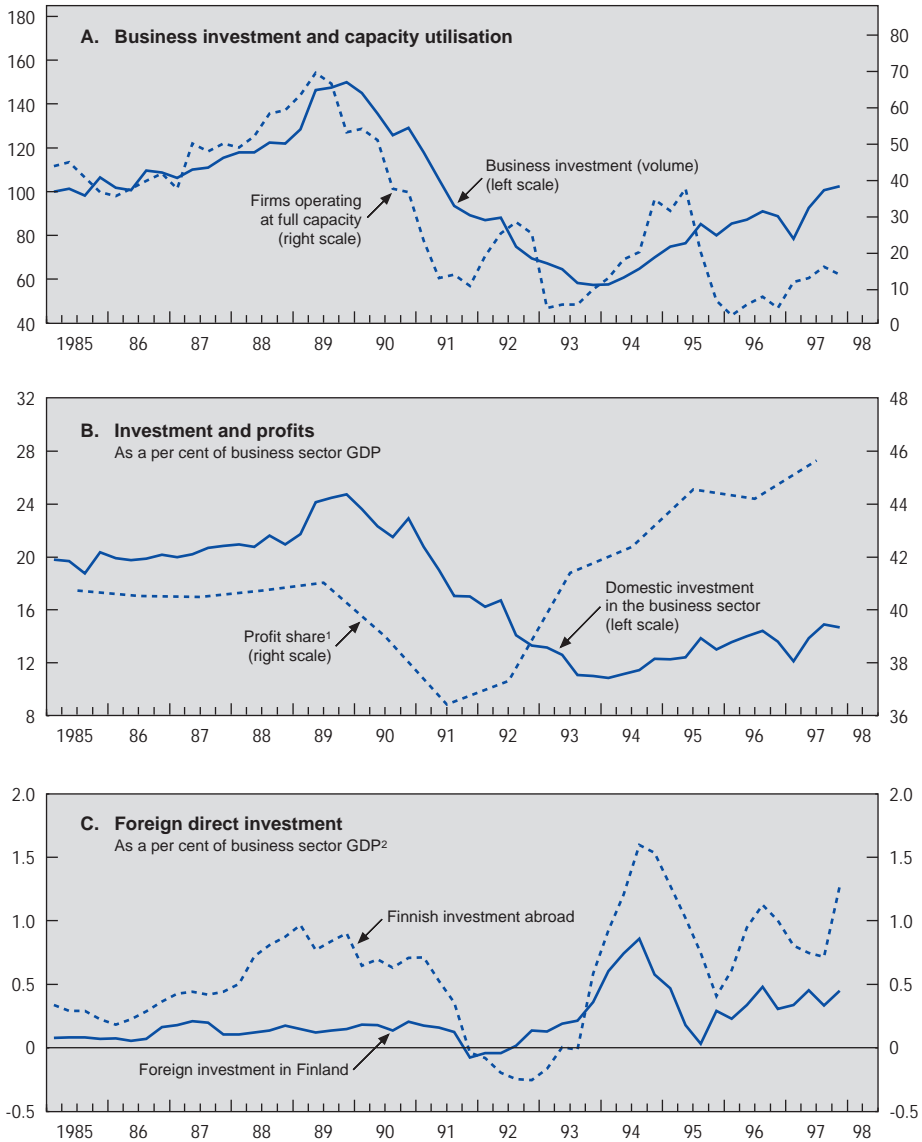 A. Business investment and capacity utilisation
180
160
140
120
100
80
60
40
80
70
60
50
40
30
20
10
0
Business investment (volume)
(left scale)
Firms operating
at full capacity
(right scale)
1985 86 87 88 89 90 91 92 93 94 95 96 97 98
B. Investment and profits
As a per cent of business sector GDP
32
28
24
20
16
12
8
48
46
44
42
40
38
36
Domestic investment
in the business sector
(left scale)
Profit share1
(right scale)
1985 86 87 88 89 90 91 92 93 94 95 96 97 98
C. Foreign direct investment
As a per cent of business sector GDP2
2.0
1.5
1.0
0.5
0
-0.5
2.0
1.5
1.0
0.5
0
-0.5
Finnish investment abroad
Foreign investment in Finland
1985 86 87 88 89 90 91 92 93 94 95 96 97 98